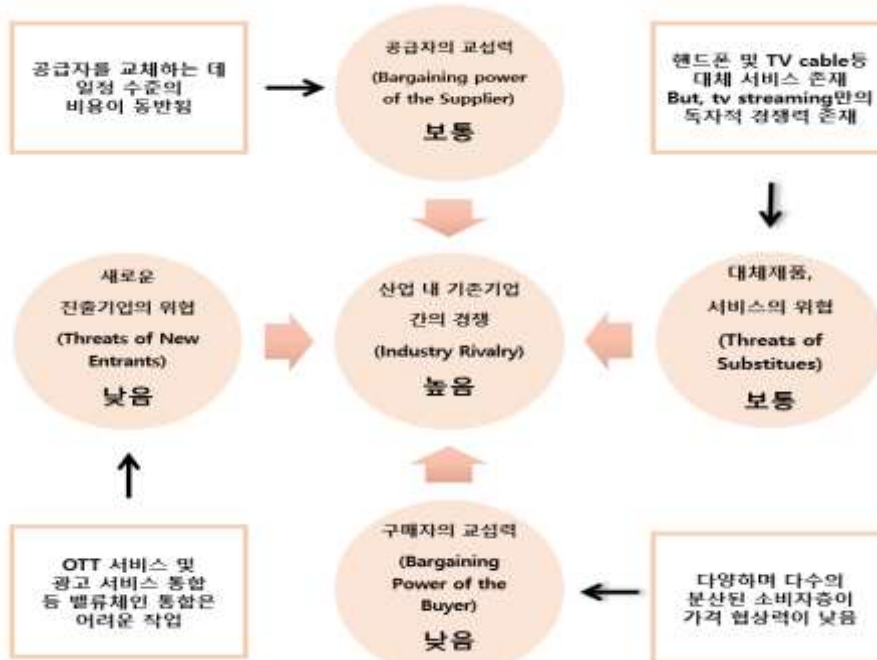 공급자를 교체하는 데
일정 수준의
비용이 동반됨
공급자의 교섭력
(Bargaining power
of the Supplier)
보통
핸드폰 및 TV cable등
대체 서비스 존재
But, tv streaming만의
독자적 경쟁력 존재
새로운
진출기업의 위협
(Threats of New
Entrants)
낮음
산업 내 기존기업
간의 경쟁
(Industry Rivalry)
높음
대체제품,
서비스의 위협
(Threats of
Substitues)
보통
OTT 서비스 및
광고 서비스 통합
등 밸류체인 통합은
어려운 작업
구매자의 교섭력
(Bargaining
Power of the
Buyer)
낮음
다양하며 다수의
분산된 소비자층이
가격 협상력이 낮음